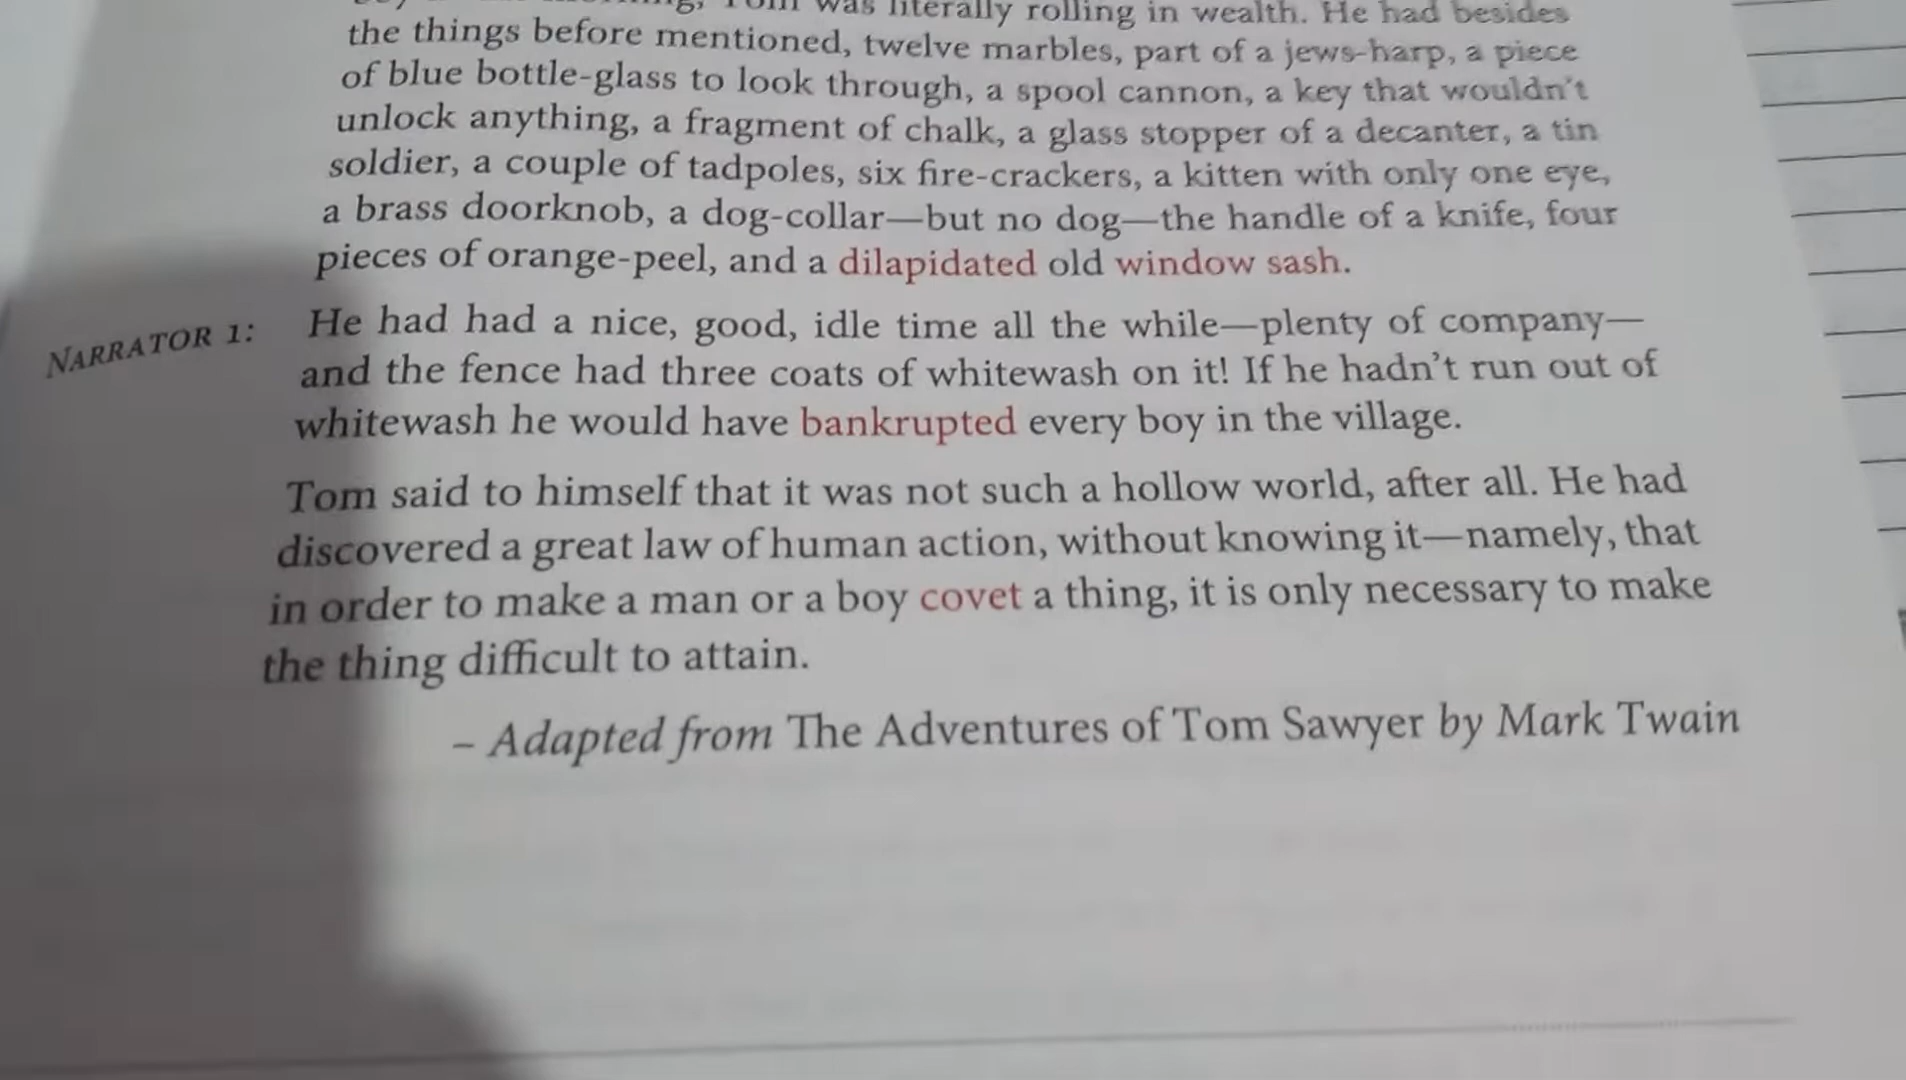 Tom was literally rolling in wealth. He had besides
the things before mentioned, twelve marbles, part of a jews-harp, a piece
of blue bottle-glass to look through, a spool cannon, a key that wouldn't
unlock anything, a fragment of chalk, a glass stopper of a decanter, a tin
soldier, a couple of tadpoles, six fire-crackers, a kitten with only one eye,
a brass doorknob, a dog-collar—but no dog—the handle of a knife, four
pieces of orange-peel, and a dilapidated old window sash.
NARRATOR 1: He had had a nice, good, idle time all the while—plenty of company—
and the fence had three coats of whitewash on it! If he hadn't run out of
whitewash he would have bankrupted every boy in the village.
Tom said to himself that it was not such a hollow world, after all. He had
discovered a great law of human action, without knowing it—namely, that
in order to make a man or a boy covet a thing, it is only necessary to make
the thing difficult to attain.
– Adapted from The Adventures of Tom Sawyer by Mark Twain